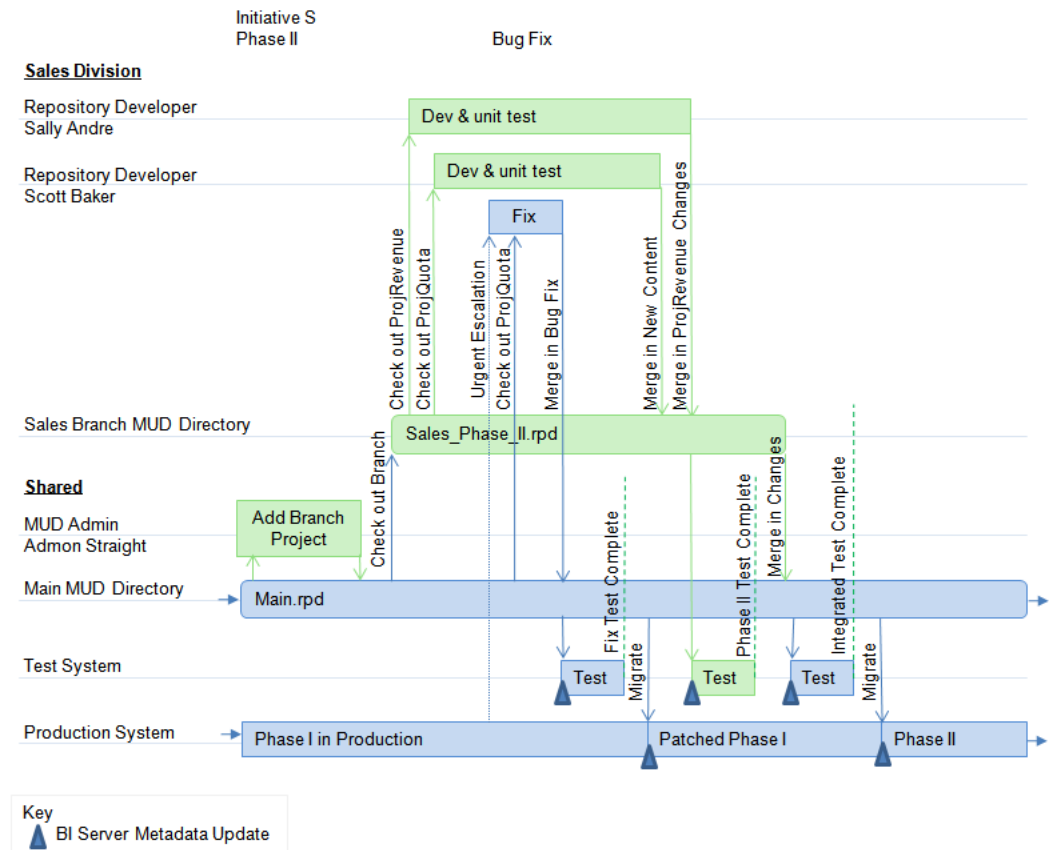 Initiative S
Phase II
Bug Fix
Sales Division
Repository Developer
Sally Andre
Dev & unit test
Repository Developer
Scott Baker
Dev & unit test
Fix
Check out ProjRevenue
Check out ProjQuota
Urgent Escalation
Check out ProjQuota
Merge in Bug Fix
Merge in New Content
Merge in ProjRevenue Changes
Sales Branch MUD Directory
Sales_Phase_II.rpd
Shared
MUD Admin
Admon Straight
Add Branch
Project
Check out Branch
Fix Test Complete
Phase II Test Complete
Merge in Changes
Integrated Test Complete
Main MUD Directory
Main.rpd
Test System
Test
Migrate
Test
Test
Migrate
Production System
Phase I in Production
Patched Phase I
Phase II
Key
BI Server Metadata Update